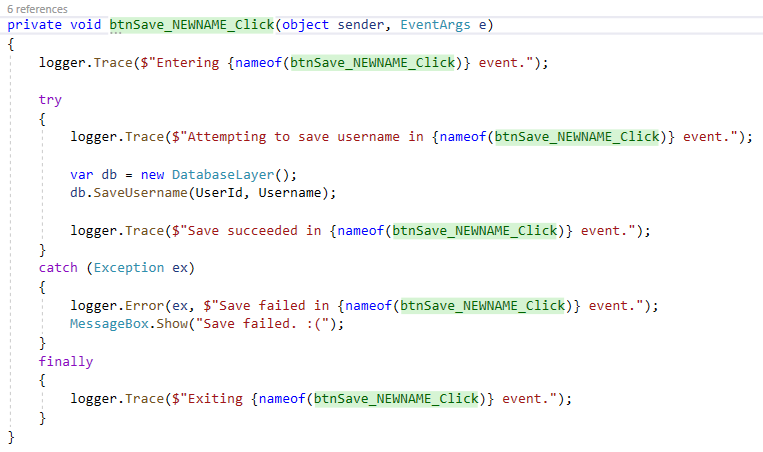 6 references
private void btnSave_NEWNAME_Click(object sender, EventArgs e)
{
    logger.Trace($"Entering {nameof(btnSave_NEWNAME_Click)} event.");

    try
    {
        logger.Trace($"Attempting to save username in {nameof(btnSave_NEWNAME_Click)} event.");

        var db = new DatabaseLayer();
        db.SaveUsername(UserId, Username);

        logger.Trace($"Save succeeded in {nameof(btnSave_NEWNAME_Click)} event.");
    }
    catch (Exception ex)
    {
        logger.Error(ex, $"Save failed in {nameof(btnSave_NEWNAME_Click)} event.");
        MessageBox.Show("Save failed. :(");
    }
    finally
    {
        logger.Trace($"Exiting {nameof(btnSave_NEWNAME_Click)} event.");
    }
}